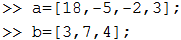 >> a=[18,-5,-2,3];
>> b=[3,7,4];